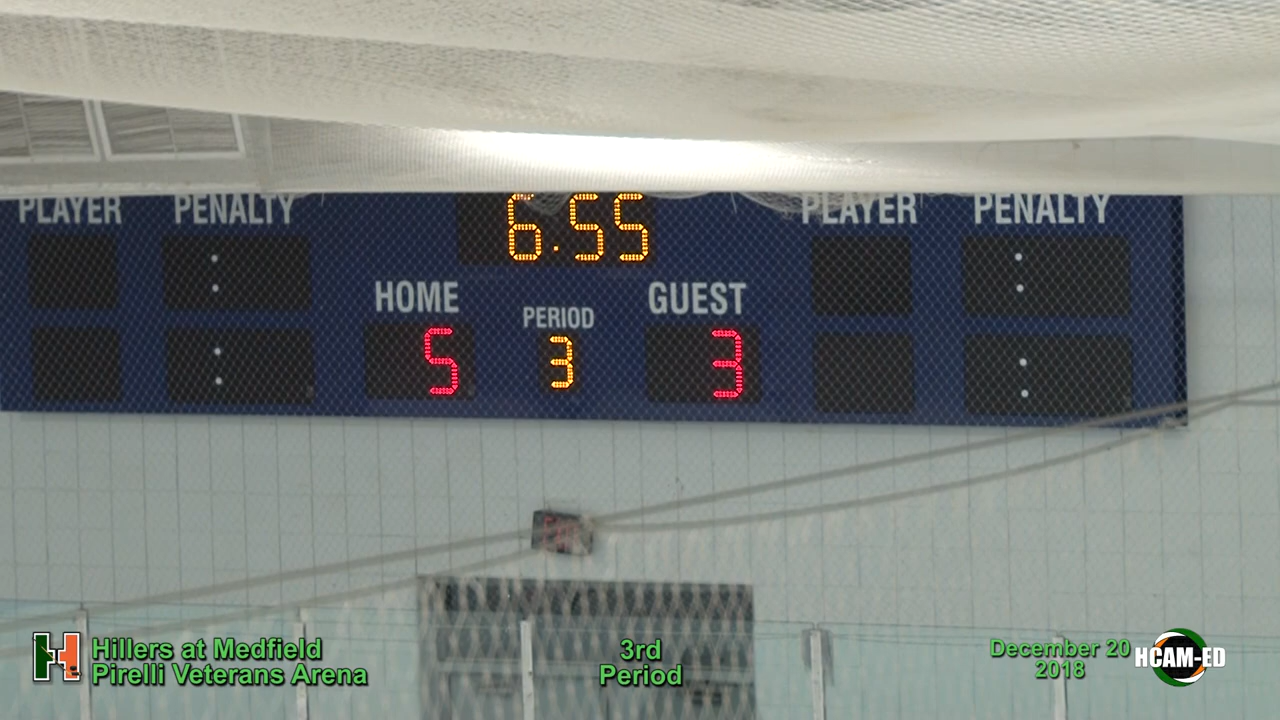 PLAYER PENALTY 6.55 PLAYER PENALTY
HOME PERIOD GUEST
5 3 3
H Hillers at Medfield
Pirelli Veterans Arena
3rd
Period
December 20
2018
HCAM-ED